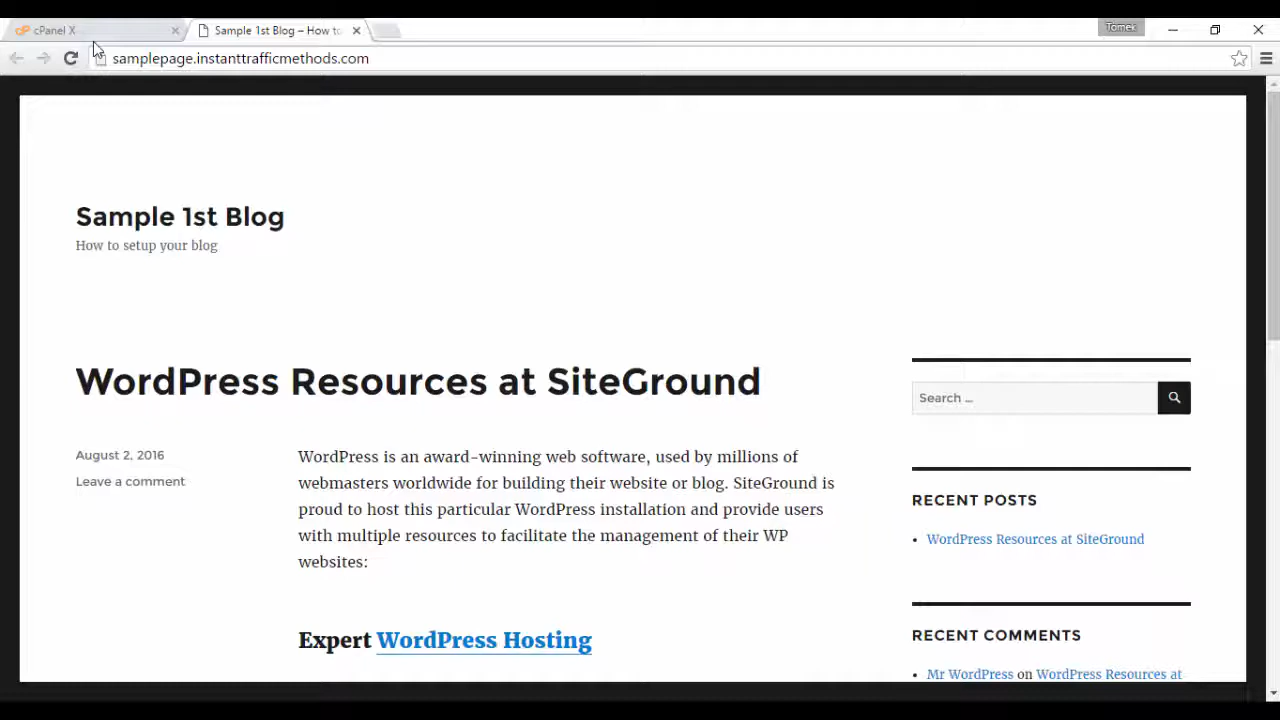 cPanel X
Sample 1st Blog – How to
Tomek
samplepage.instanttrafficmethods.com
Sample 1st Blog
How to setup your blog
WordPress Resources at SiteGround
August 2, 2016
Leave a comment
WordPress is an award-winning web software, used by millions of
webmasters worldwide for building their website or blog. SiteGround is
proud to host this particular WordPress installation and provide users
with multiple resources to facilitate the management of their WP
websites:
Expert WordPress Hosting
Search ...
RECENT POSTS
WordPress Resources at SiteGround
RECENT COMMENTS
Mr WordPress on WordPress Resources at